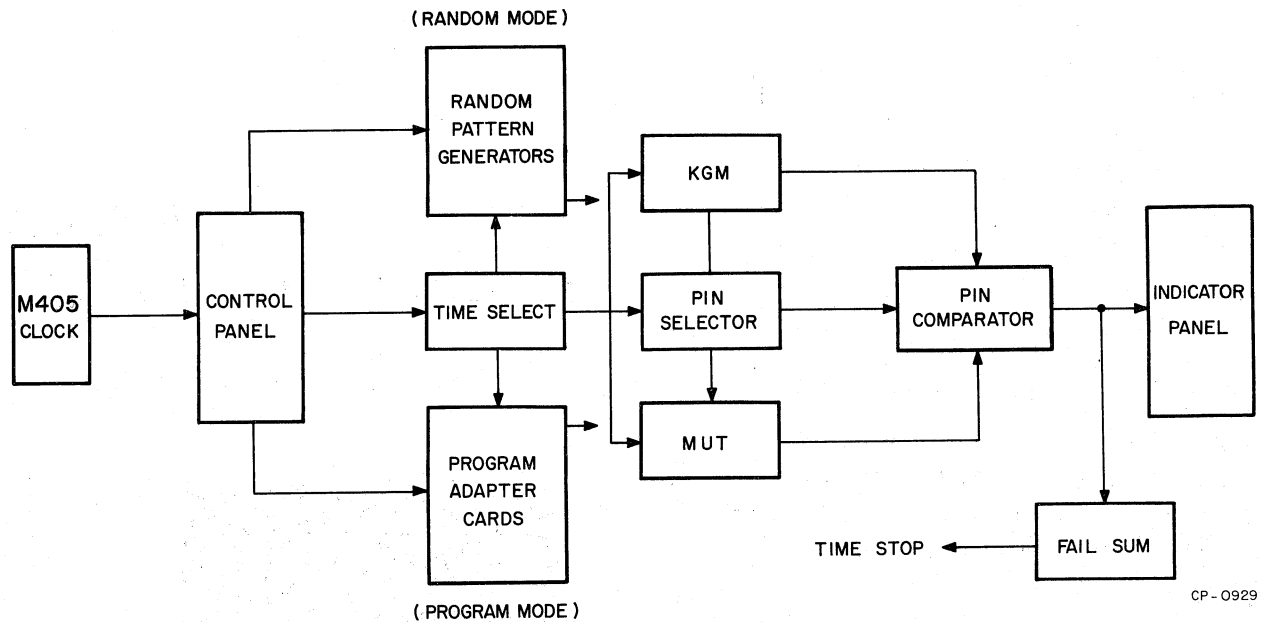 ( RANDOM MODE )
RANDOM
PATTERN
GENERATORS
KGM
M405
CLOCK
CONTROL
PANEL
TIME SELECT
PIN
SELECTOR
PIN
COMPARATOR
INDICATOR
PANEL
MUT
PROGRAM
ADAPTER
CARDS
TIME STOP
FAIL SUM
( PROGRAM MODE )
CP-0929